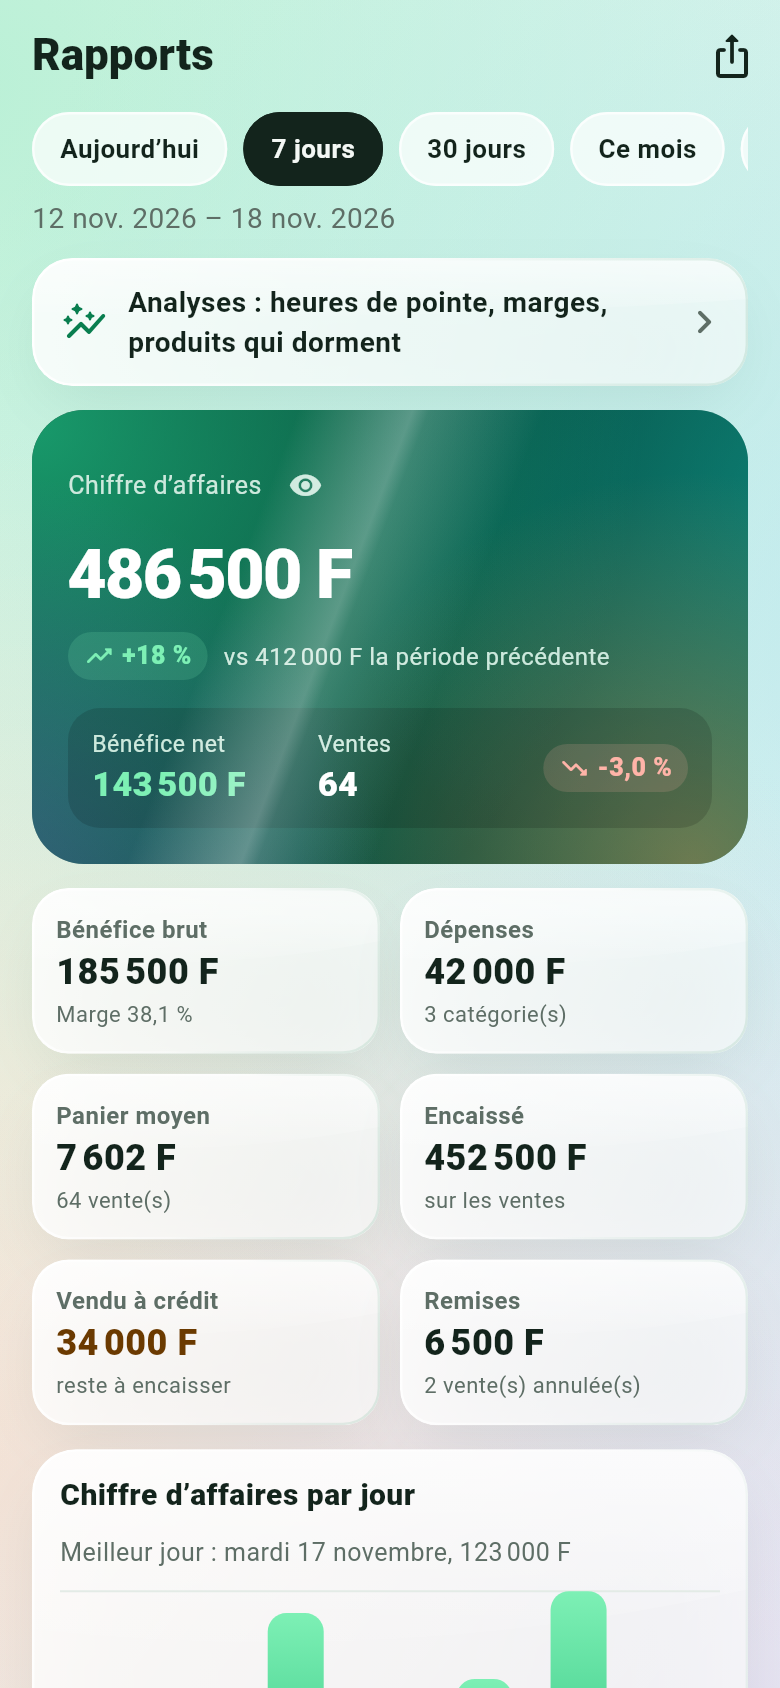 Rapports
Aujourd’hui
7 jours
30 jours
Ce mois
12 nov. 2026 – 18 nov. 2026
Analyses : heures de pointe, marges,
produits qui dorment
Chiffre d’affaires
486 500 F
+18 %
vs 412 000 F la période précédente
Bénéfice net
143 500 F
Ventes
64
-3,0 %
Bénéfice brut
185 500 F
Marge 38,1 %
Dépenses
42 000 F
3 catégorie(s)
Panier moyen
7 602 F
64 vente(s)
Encaissé
452 500 F
sur les ventes
Vendu à crédit
34 000 F
reste à encaisser
Remises
6 500 F
2 vente(s) annulée(s)
Chiffre d’affaires par jour
Meilleur jour : mardi 17 novembre, 123 000 F